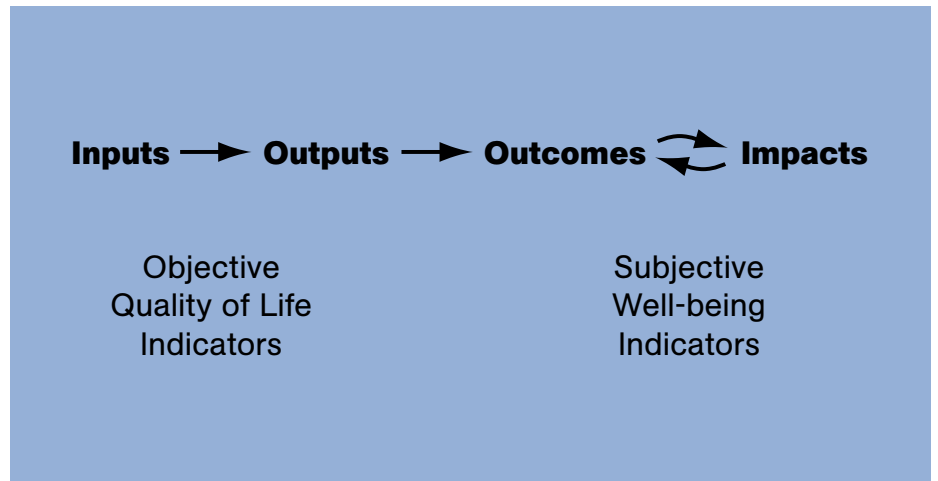 Inputs Outputs Outcomes Impacts
Objective
Quality of Life
Indicators
Subjective
Well-being
Indicators